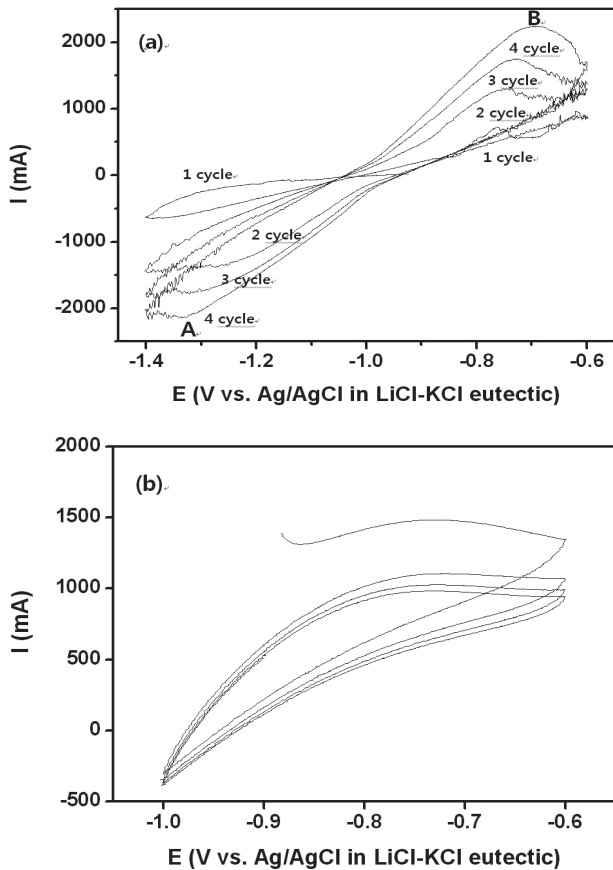 (a)
B
4 cycle
3 cycle
2 cycle
1 cycle
1 cycle
2 cycle
3 cycle
4 cycle
A
2000
1000
0
-1000
-2000
I (mA)
-1.4 -1.2 -1.0 -0.8 -0.6
E (V vs. Ag/AgCl in LiCl-KCl eutectic)
(b)
2000
1500
1000
500
0
-500
I (mA)
-1.0 -0.9 -0.8 -0.7 -0.6
E (V vs. Ag/AgCl in LiCl-KCl eutectic)